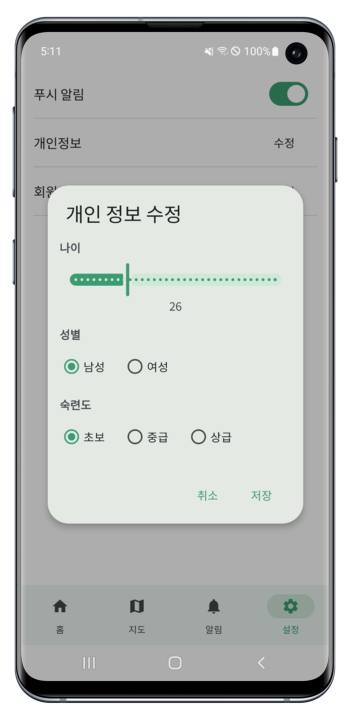 5:11 100%
푸시 알림
개인정보 수정
회원
개인 정보 수정
나이
26
성별
남성 여성
숙련도
초보 중급 상급
취소 저장
홈 지도 알림 설정